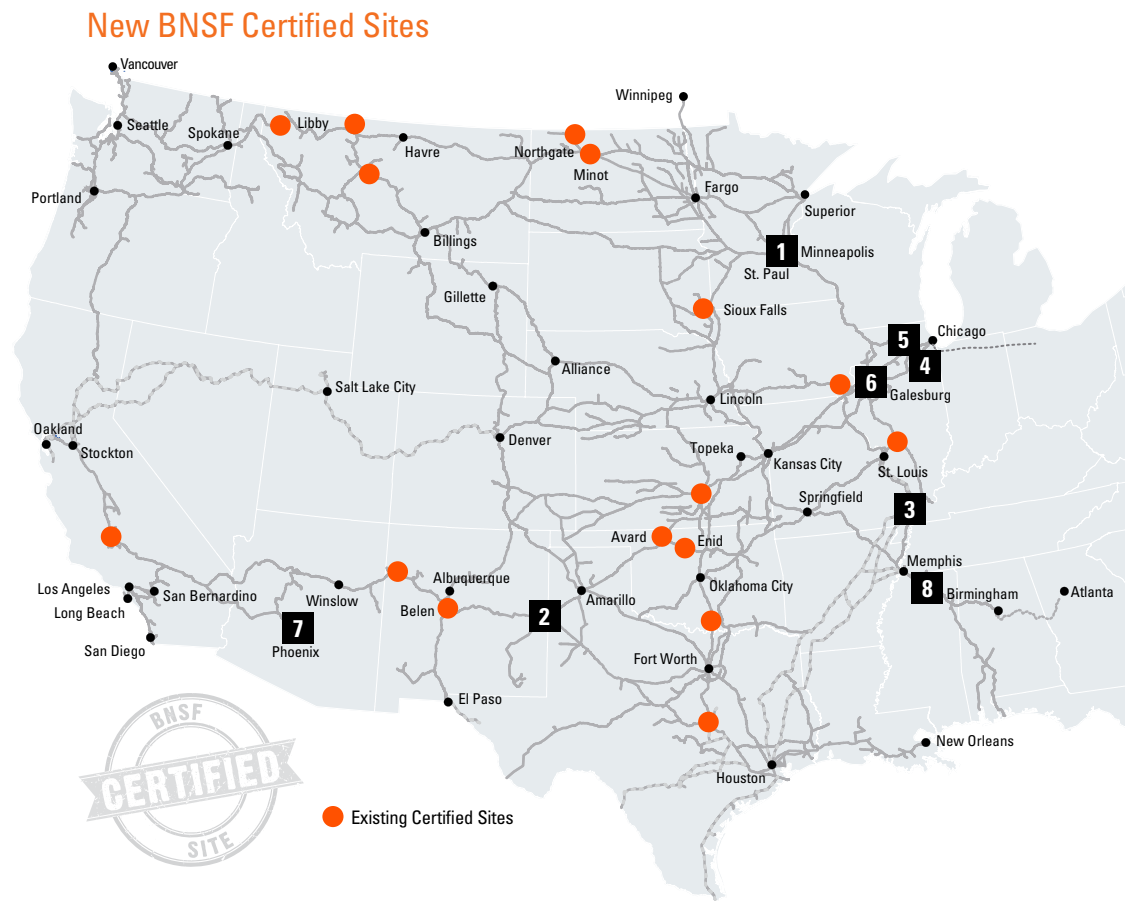 New BNSF Certified Sites
Vancouver
Winnipeg
Seattle
Spokane
Libby
Havre
Northgate
Minot
Portland
Fargo
Superior
Billings
1
Minneapolis
St. Paul
Gillette
Sioux Falls
5
Chicago
4
Alliance
6
Galesburg
Salt Lake City
Lincoln
Oakland
Stockton
Denver
Topeka
Kansas City
St. Louis
Springfield
3
Avard
Enid
Memphis
Los Angeles
Long Beach
San Bernardino
Winslow
Albuquerque
Belen
2
Amarillo
Oklahoma City
8
Birmingham
Atlanta
7
Phoenix
San Diego
Fort Worth
El Paso
New Orleans
Houston
BNSF
CERTIFIED
SITE
Existing Certified Sites